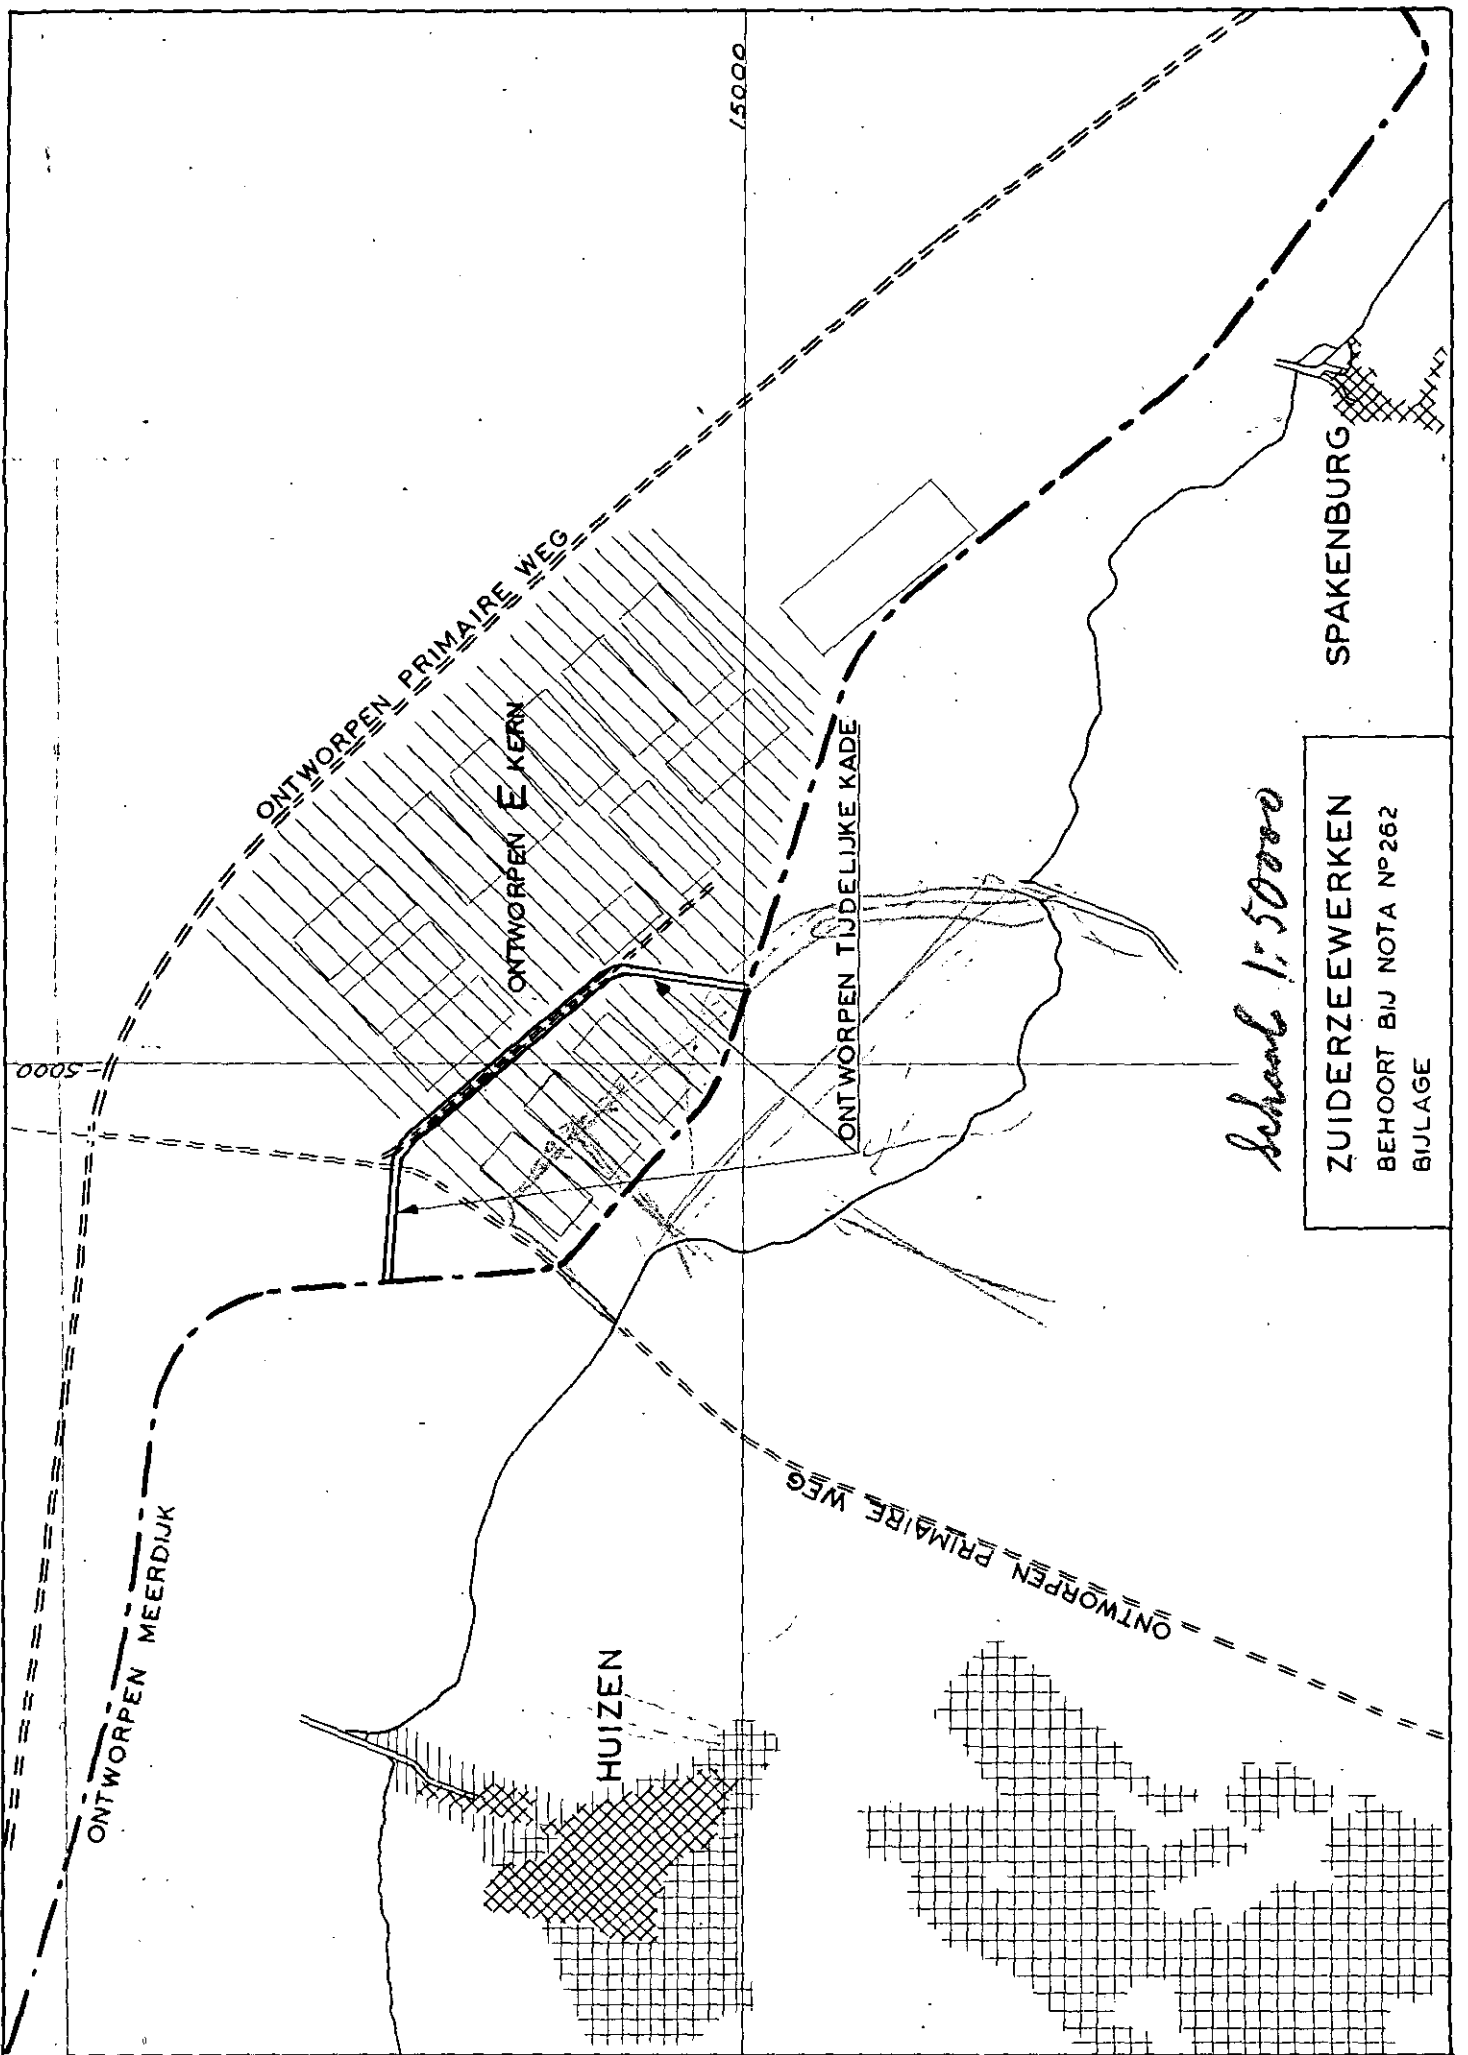 ONTWORPEN MEERDIJK
-5000
15000
ONTWORPEN PRIMAIRE WEG
ONTWORPEN E KERN
HUIZEN
ONTWORPEN TIJDELIJKE KADE
ONTWORPEN PRIMAIRE WEG
SPAKENBURG
Schaal 1:50000
ZUIDERZEEWERKEN
BEHOORT BIJ NOTA Nº 262
BIJLAGE